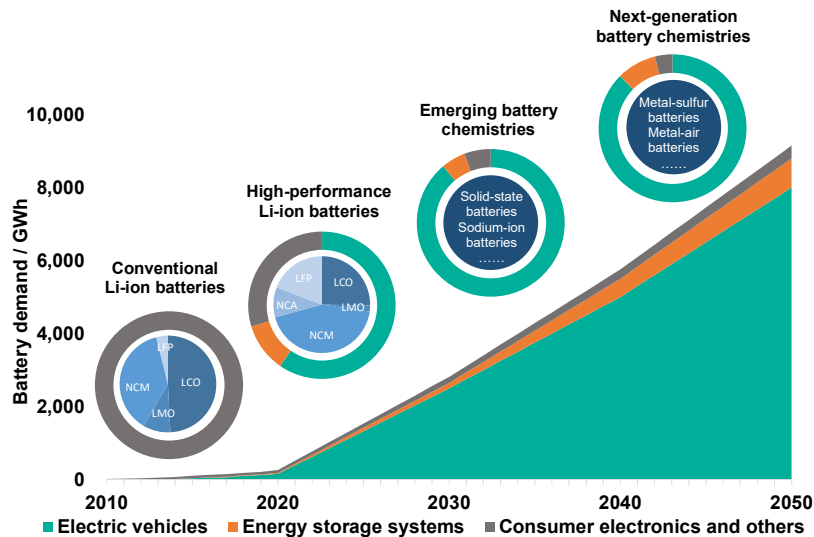 Next-generation
battery chemistries
Metal-sulfur
batteries
Metal-air
batteries
......
Emerging battery
chemistries
Solid-state
batteries
Sodium-ion
batteries
......
High-performance
Li-ion batteries
LFP
LCO
NCA
LMO
NCM
Conventional
Li-ion batteries
LFP
NCM
LCO
LMO
Battery demand / GWh
10,000
8,000
6,000
4,000
2,000
0
2010
2020
2030
2040
2050
Electric vehicles
Energy storage systems
Consumer electronics and others